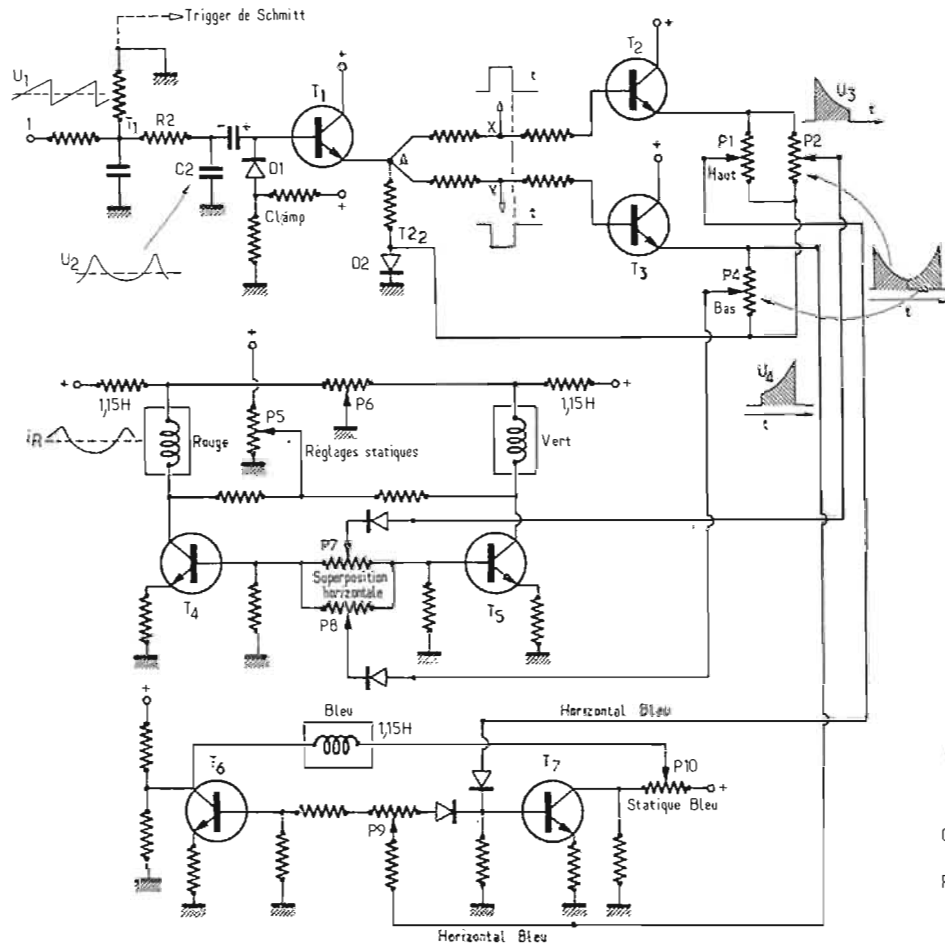 Trigger de Schmitt
U1
1
R2
C2
U2
D1
Clamp
T1
+
A
D2
X
Y
t
t
T2
T3
P1
Haut
P2
U3
t
P4
Bas
U4
t
t
+
1,15H
P6
1,15H
+
iR
Rouge
P5
Réglages statiques
Vert
P7
Superposition
horizontale
P8
T4
T5
+
Bleu
1,15H
Horizontal Bleu
T6
T7
P10
+
Statique Bleu
P9
Horizontal Bleu